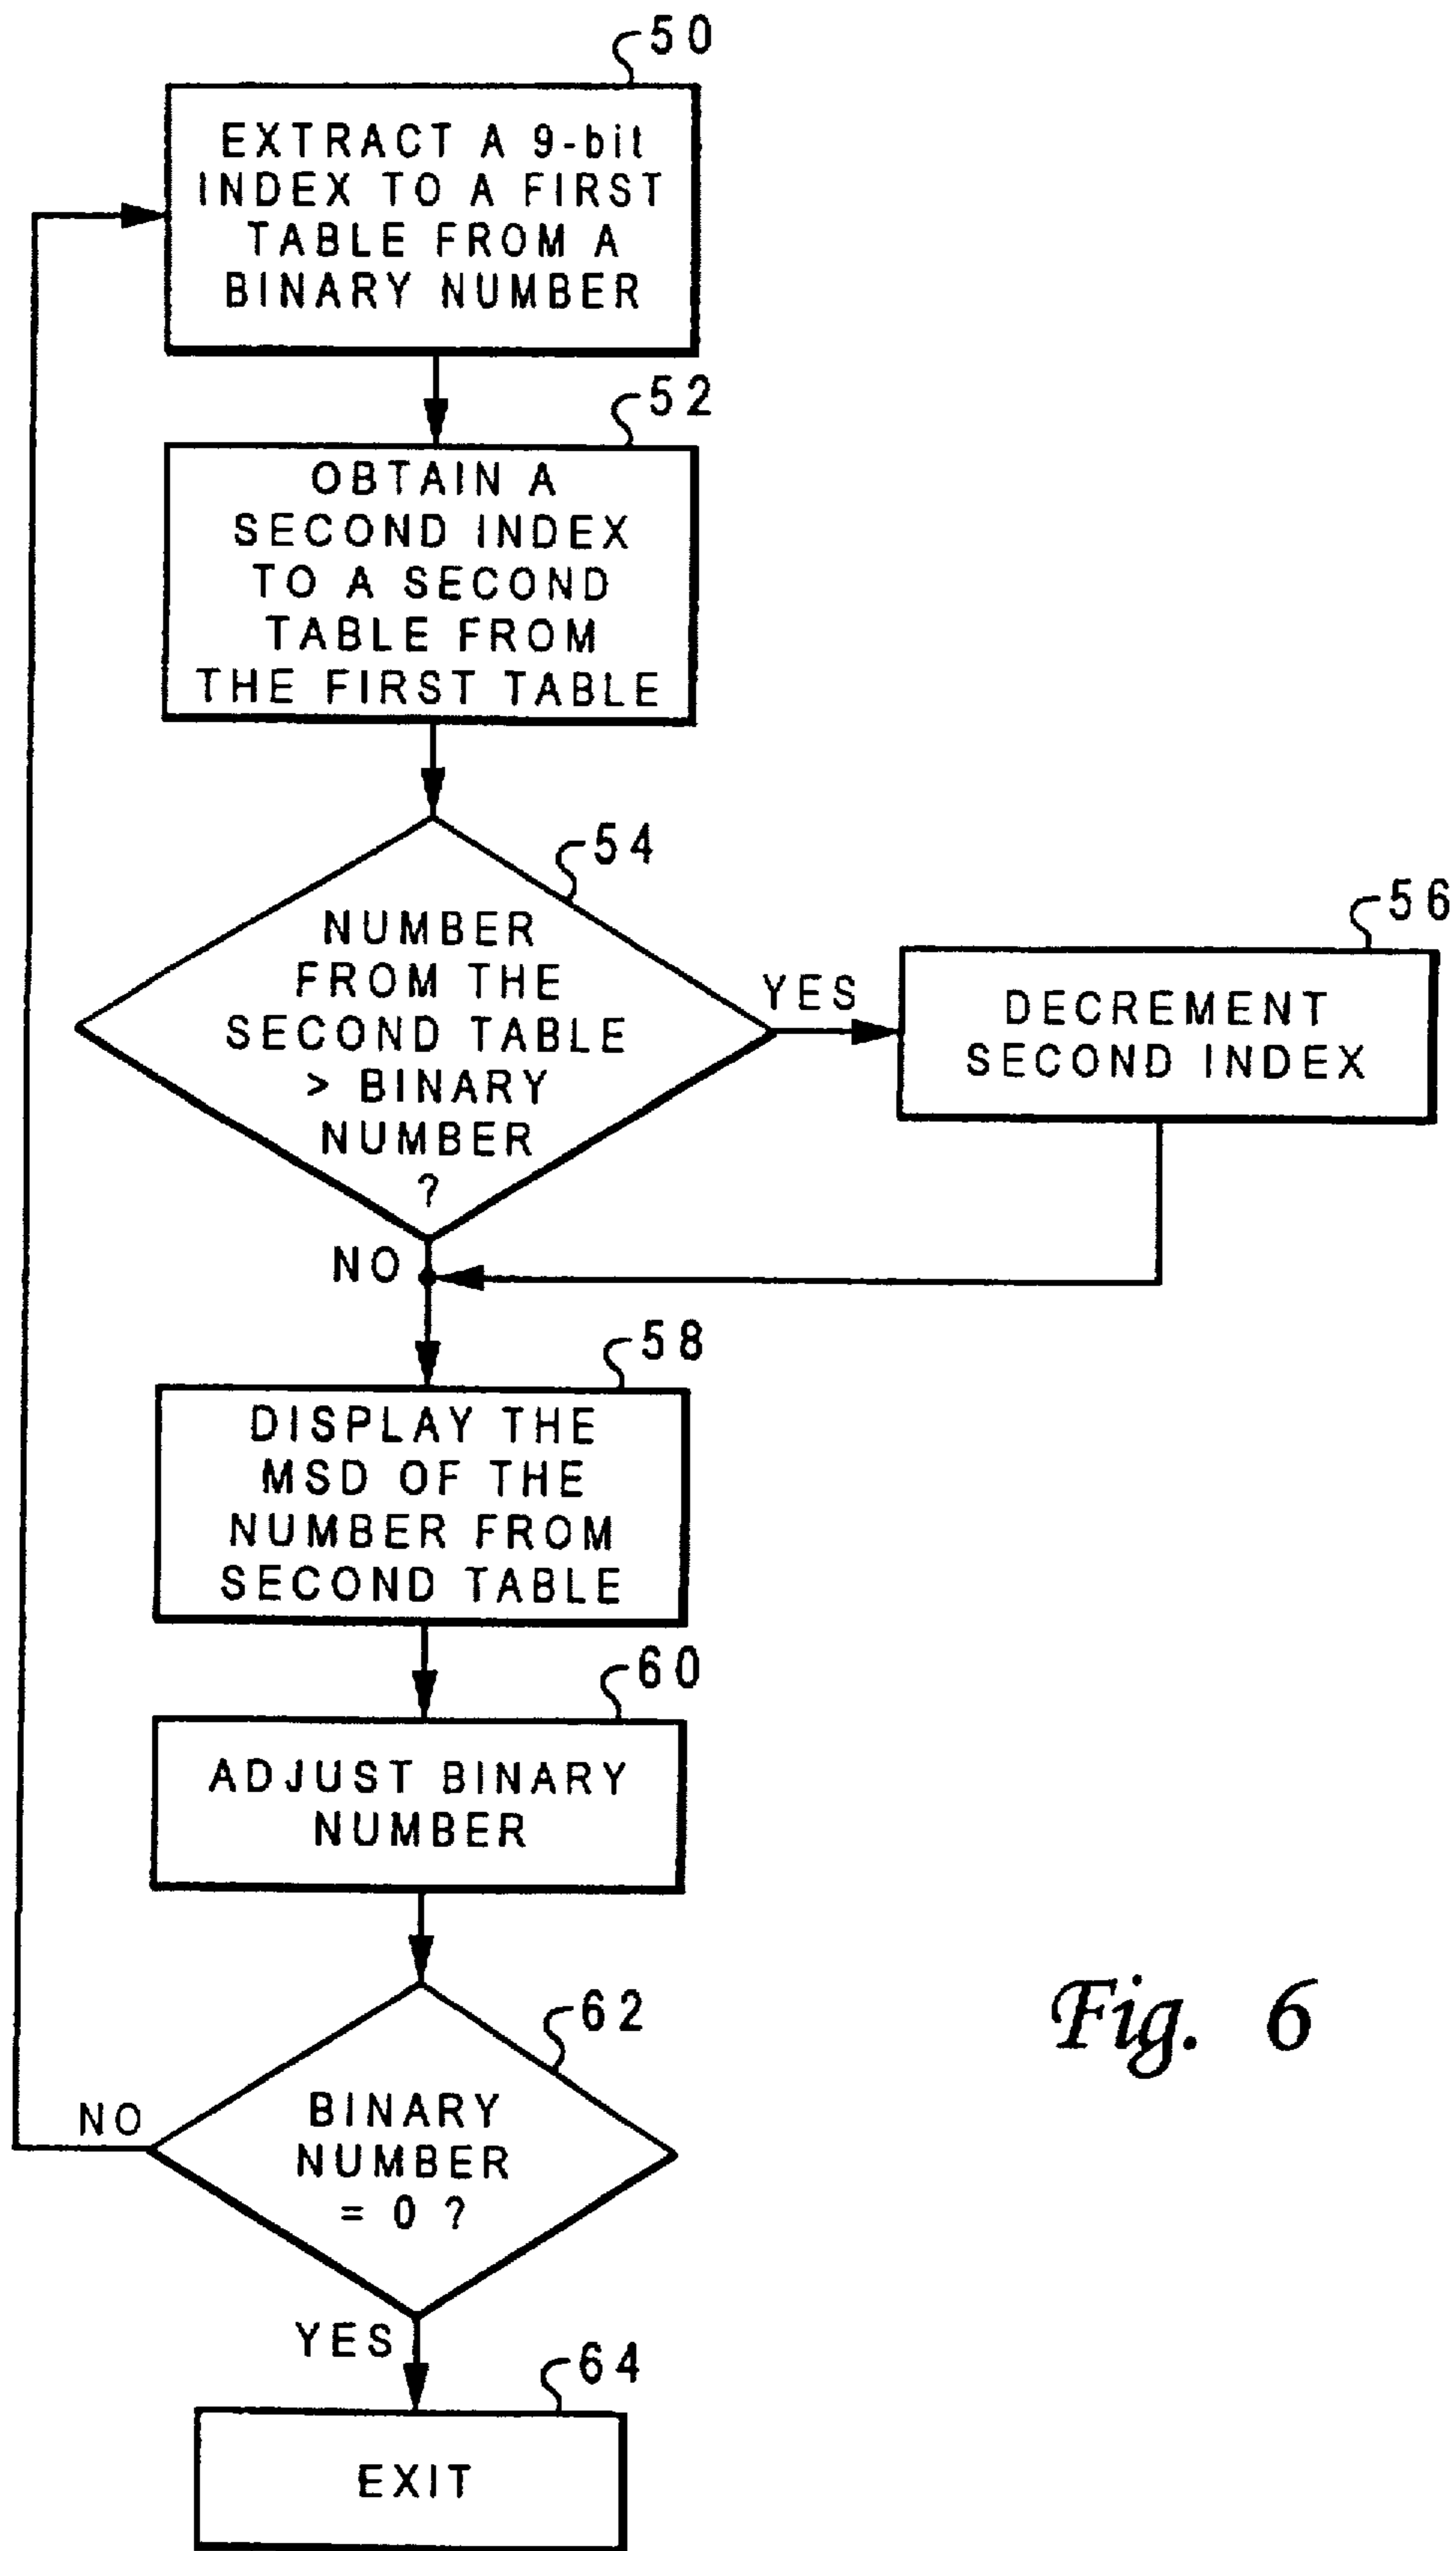 50
EXTRACT A 9-bit
INDEX TO A FIRST
TABLE FROM A
BINARY NUMBER
52
OBTAIN A
SECOND INDEX
TO A SECOND
TABLE FROM
THE FIRST TABLE
54
NUMBER
FROM THE
SECOND TABLE
> BINARY
NUMBER
?
YES
56
DECREMENT
SECOND INDEX
NO
58
DISPLAY THE
MSD OF THE
NUMBER FROM
SECOND TABLE
60
ADJUST BINARY
NUMBER
62
BINARY
NUMBER
= 0 ?
NO
YES
64
EXIT
Fig. 6